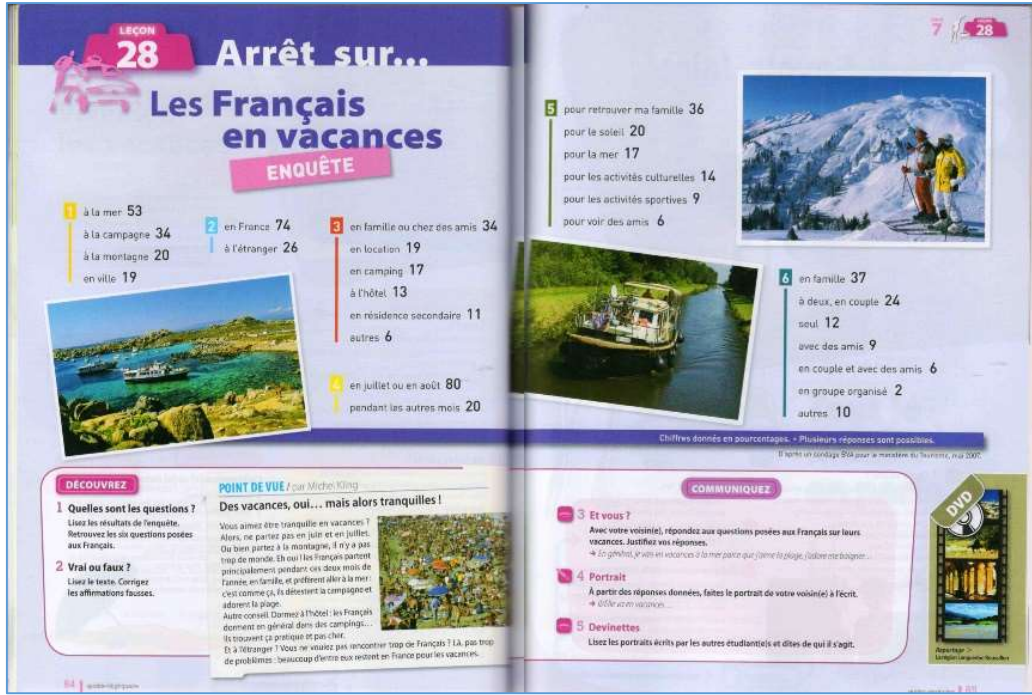 LEÇON
28
Arrêt sur...
Les Français
en vacances
ENQUÊTE
1 à la mer 53
à la campagne 34
à la montagne 20
en ville 19
2 en France 74
à l'étranger 26
3 en famille ou chez des amis 34
en location 19
en camping 17
à l'hôtel 13
en résidence secondaire 11
autres 6
4 en juillet ou en août 80
pendant les autres mois 20
DÉCOUVREZ
1 Quelles sont les questions ?
Lisez les résultats de l'enquête.
Retrouvez les six questions posées
aux Français.
2 Vrai ou faux ?
Lisez le texte. Corrigez
les affirmations fausses.
POINT DE VUE / par Michel Kling
Des vacances, oui... mais alors tranquilles !
Vous aimez être tranquille en vacances ?
Alors, ne partez pas en juin et en juillet.
Ou bien partez à la montagne, il n'y a pas
trop de monde. Eh oui ! les Français partent
principalement pendant ces deux mois de
l'année, en famille, et préfèrent aller à la mer :
c'est comme ça, ils détestent la campagne et
adorent la plage.
Autre conseil. Dormez à l'hôtel : les Français
dorment en général dans des campings...
Ils trouvent ça pratique et pas cher.
Et à l'étranger ? Vous ne voulez pas rencontrer trop de Français ? Là, pas trop
de problèmes : beaucoup d'entre eux restent en France pour les vacances.
84
7
28
5 pour retrouver ma famille 36
pour le soleil 20
pour la mer 17
pour les activités culturelles 14
pour les activités sportives 9
pour voir des amis 6
6 en famille 37
à deux, en couple 24
seul 12
avec des amis 9
en couple et avec des amis 6
en groupe organisé 2
autres 10
Chiffres donnés en pourcentages. • Plusieurs réponses sont possibles.
D'après un sondage BVA pour le ministère du Tourisme, mai 2007.
COMMUNIQUEZ
3 Et vous ?
Avec votre voisin(e), répondez aux questions posées aux Français sur leurs
vacances. Justifiez vos réponses.
→ En général, je vais en vacances à la mer parce que j'aime la plage, j'adore me baigner...
4 Portrait
À partir des réponses données, faites le portrait de votre voisin(e) à l'écrit.
→ va en vacances...
5 Devinettes
Lisez les portraits écrits par les autres étudiant(e)s et dites de qui il s'agit.
DVD
Reportage >